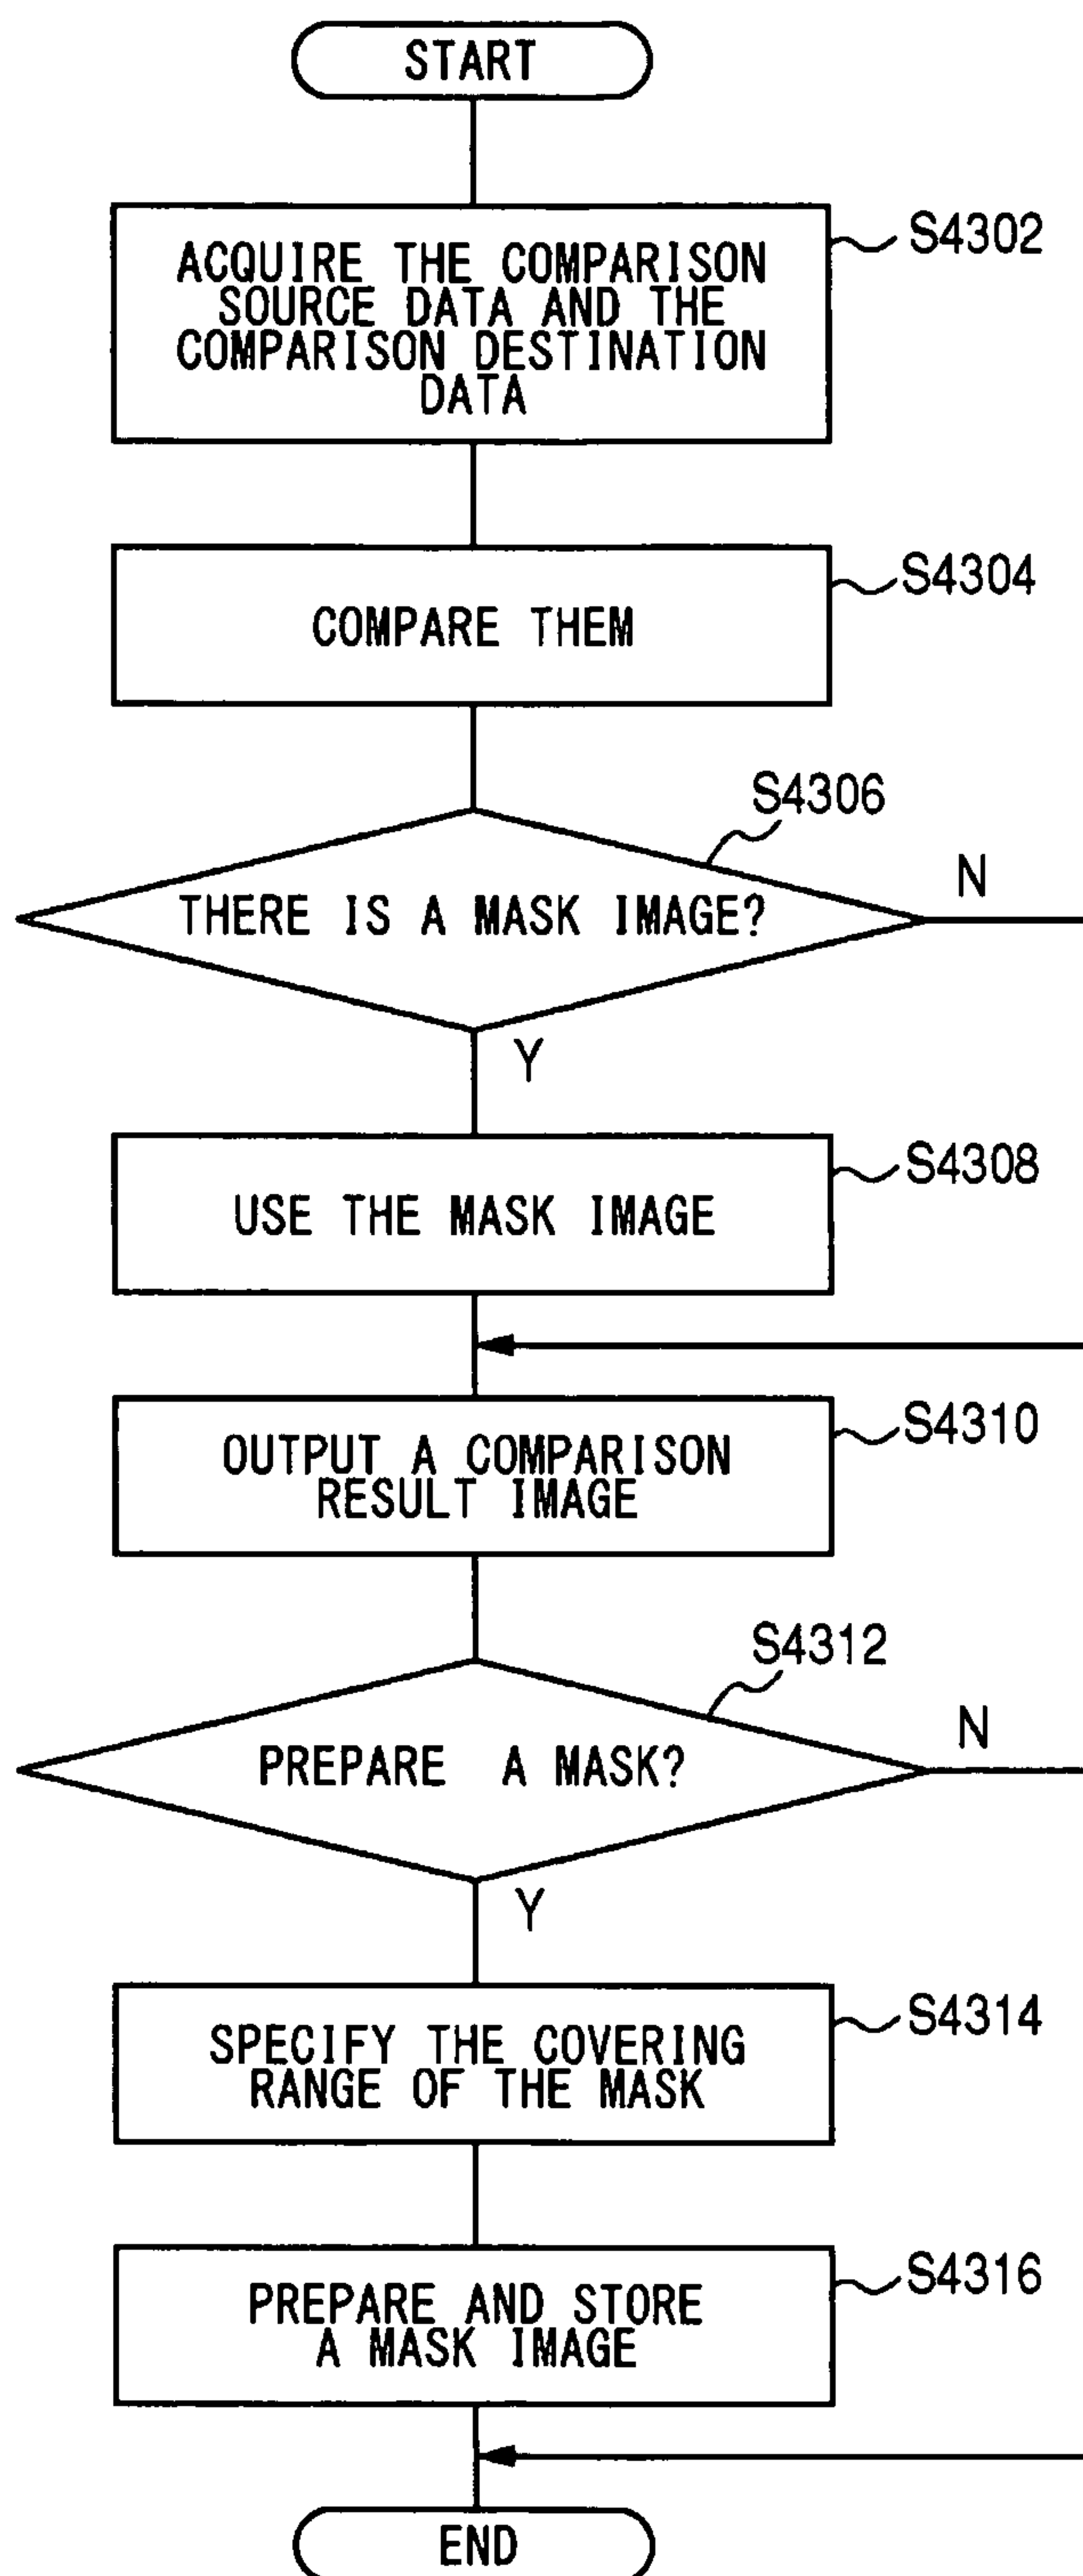 START
S4302
ACQUIRE THE COMPARISON
SOURCE DATA AND THE
COMPARISON DESTINATION
DATA
S4304
COMPARE THEM
S4306
THERE IS A MASK IMAGE?
N
Y
S4308
USE THE MASK IMAGE
S4310
OUTPUT A COMPARISON
RESULT IMAGE
S4312
PREPARE A MASK?
N
Y
S4314
SPECIFY THE COVERING
RANGE OF THE MASK
S4316
PREPARE AND STORE
A MASK IMAGE
END